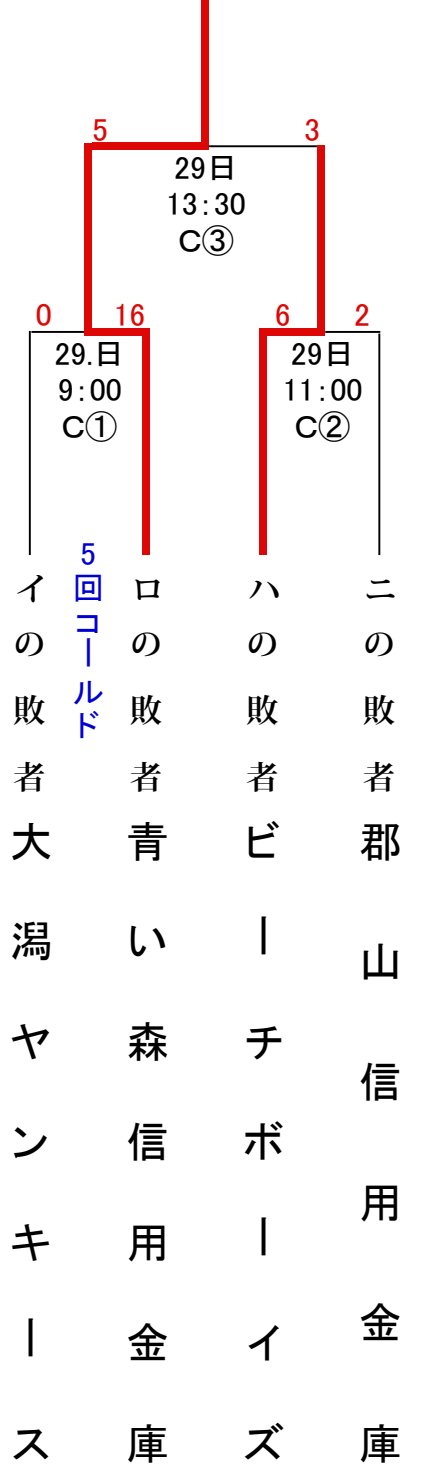 5 3
29日
13:30
C③
0 16 6 2
29.日
9:00
C①
29日
11:00
C②
5回コールド
イの敗者
ロの敗者
ハの敗者
ニの敗者
大潟ヤンキース
青い森信用金庫
ビーチボーイズ
郡山信用金庫